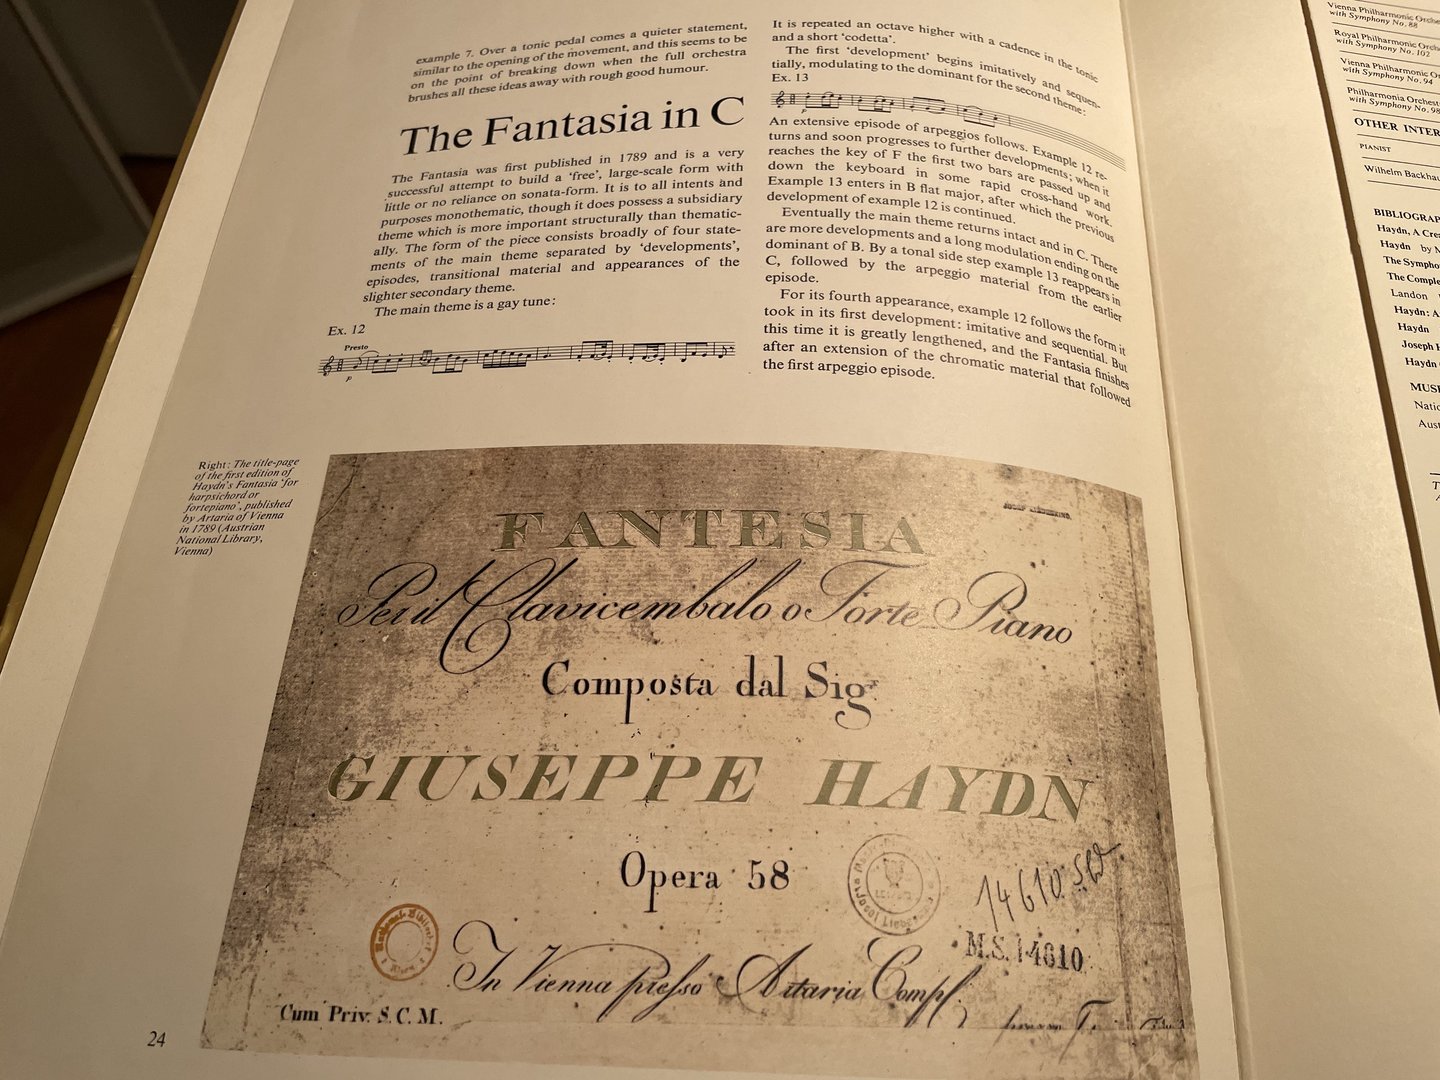 example 7. Over a tonic pedal comes a quieter statement,
similar to the opening of the movement, and this seems to be
on the point of breaking down when the full orchestra
brushes all these ideas away with rough good humour.
The Fantasia in C
The Fantasia was first published in 1789 and is a very
successful attempt to build a ‘free’, large-scale form with
little or no reliance on sonata-form. It is to all intents and
purposes monothematic, though it does possess a subsidiary
theme which is more important structurally than thematic-
ally. The form of the piece consists broadly of four state-
ments of the main theme separated by ‘developments’,
episodes, transitional material and appearances of the
slighter secondary theme.
The main theme is a gay tune:
Ex. 12
Presto
p
It is repeated an octave higher with a cadence in the tonic
and a short ‘codetta’.
The first ‘development’ begins imitatively and sequen-
tially, modulating to the dominant for the second theme:
Ex. 13
p
An extensive episode of arpeggios follows. Example 12 re-
turns and soon progresses to further developments; when it
reaches the key of F the first two bars are passed up and
down the keyboard in some rapid cross-hand work.
Example 13 enters in B flat major, after which the previous
development of example 12 is continued.
Eventually the main theme returns intact and in C. There
are more developments and a long modulation ending on the
dominant of B. By a tonal side step example 13 reappears in
C, followed by the arpeggio material from the earlier
episode.
For its fourth appearance, example 12 follows the form it
took in its first development: imitative and sequential. But
this time it is greatly lengthened, and the Fantasia finishes
after an extension of the chromatic material that followed
the first arpeggio episode.
Right: The title-page
of the first edition of
Haydn's Fantasia ‘for
harpsichord or
fortepiano’, published
by Artaria of Vienna
in 1789 (Austrian
National Library,
Vienna)
FANTESIA
Per il Clavicembalo o Forte Piano
Composta dal Sig.
GIUSEPPE HAYDN
Opera 58
14610
M.S. 14610
In Vienna presso Artaria Comp.
Cum Priv. S. C. M.
24
Vienna Philharmonic
with Symphony No. 88
Royal Philharmonic
with Symphony No. 102
Vienna Philharmonic
with Symphony No. 94
Philharmonia
with Symphony No. 98
OTHER
PIANIST
Wilhelm
Haydn, A
Haydn by
The
The
Landon
Haydn: A
Haydn
Joseph
Haydn